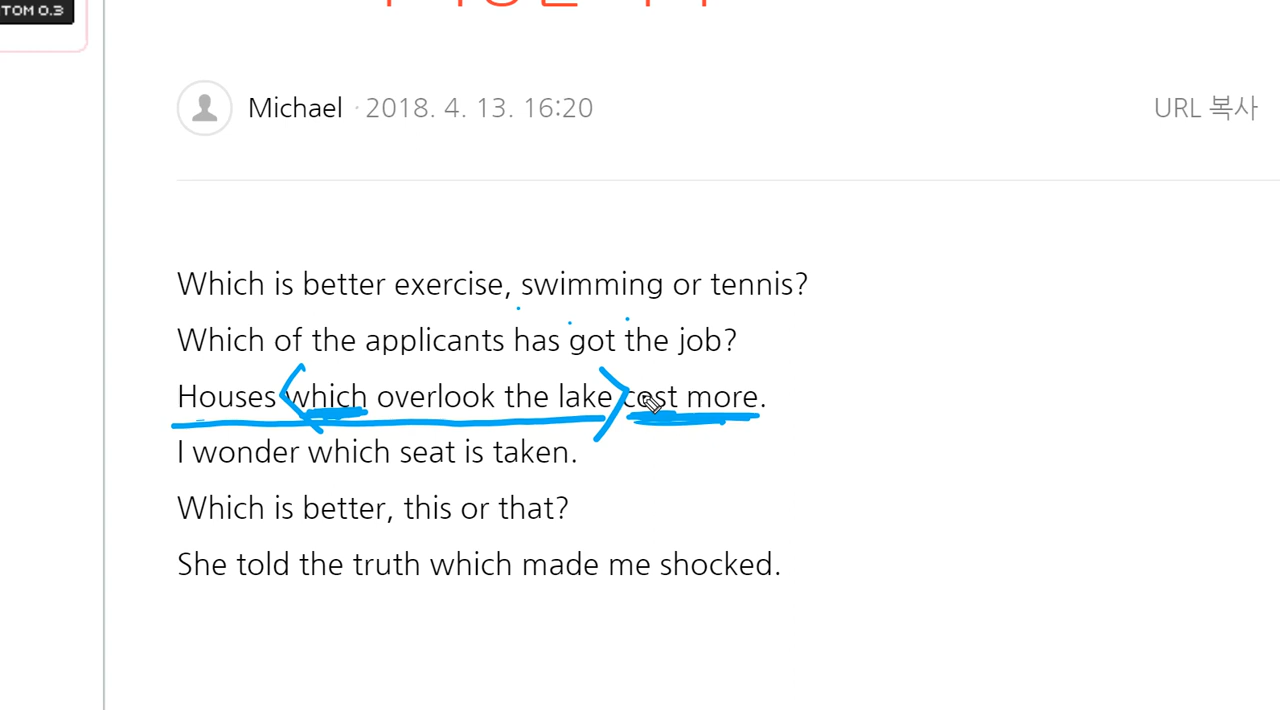 TOM 0.3
Michael · 2018. 4. 13. 16:20
URL 복사
Which is better exercise, swimming or tennis?
Which of the applicants has got the job?
Houses which overlook the lake cost more.
I wonder which seat is taken.
Which is better, this or that?
She told the truth which made me shocked.